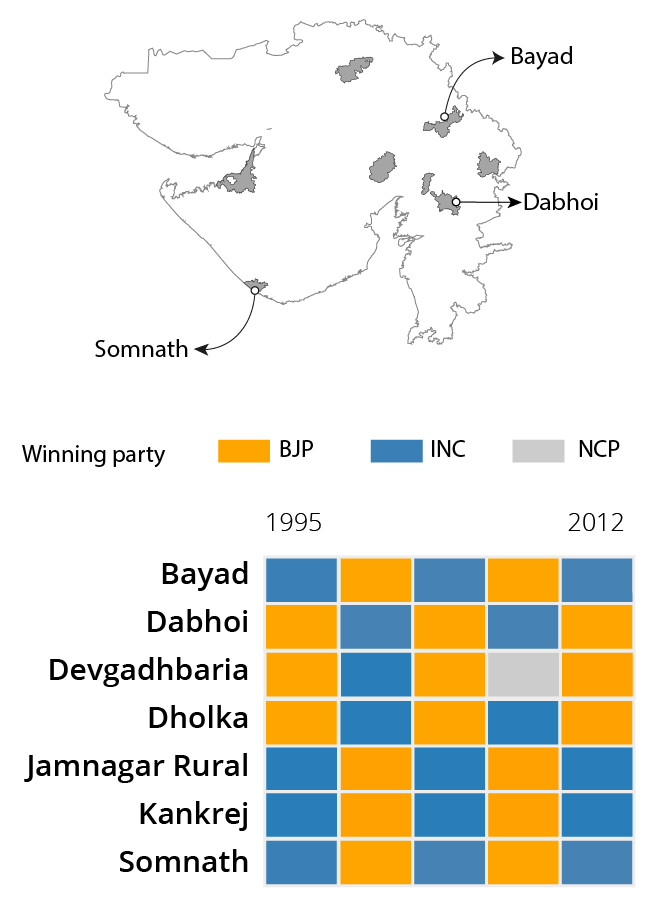 Bayad
Dabhoi
Somnath
Winning party BJP INC NCP
1995 2012
Bayad
Dabhoi
Devgadhbaria
Dholka
Jamnagar Rural
Kankrej
Somnath